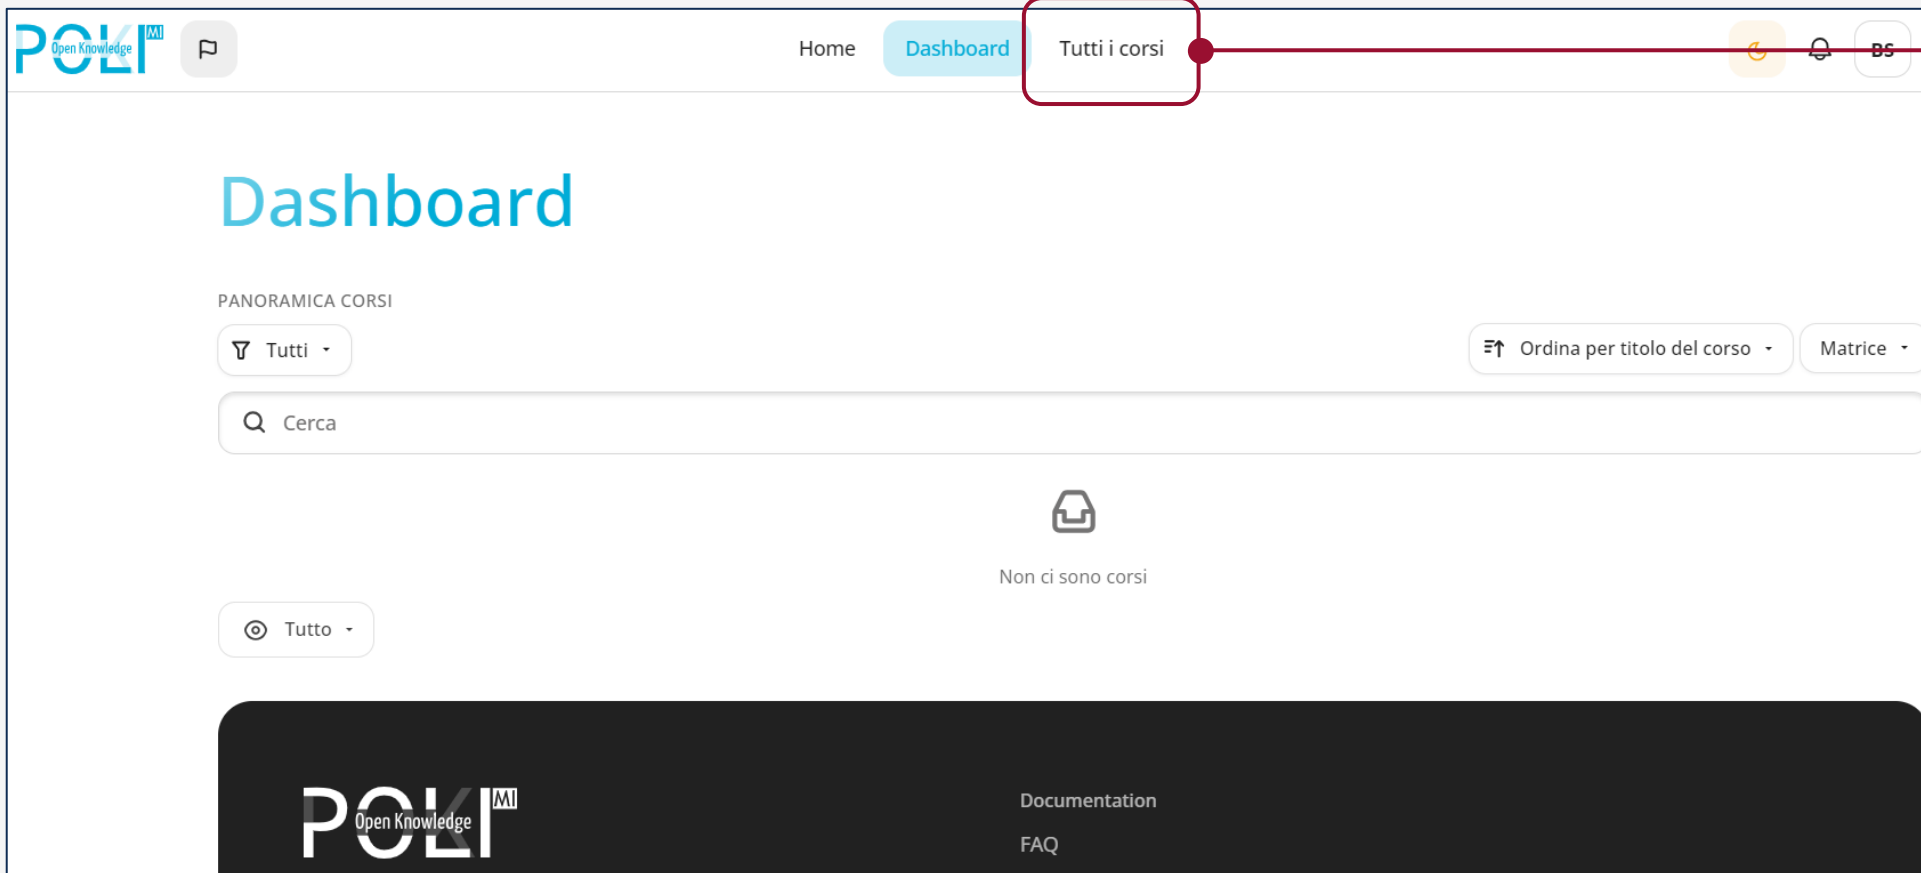 POLI Open Knowledge MI
Home Dashboard Tutti i corsi BS
Dashboard
PANORAMICA CORSI
Tutti Ordina per titolo del corso Matrice
Cerca
Non ci sono corsi
Tutto
POLI Open Knowledge MI
Documentation
FAQ